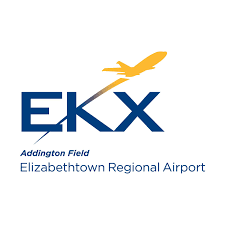 EKX
Addington Field
Elizabethtown Regional Airport